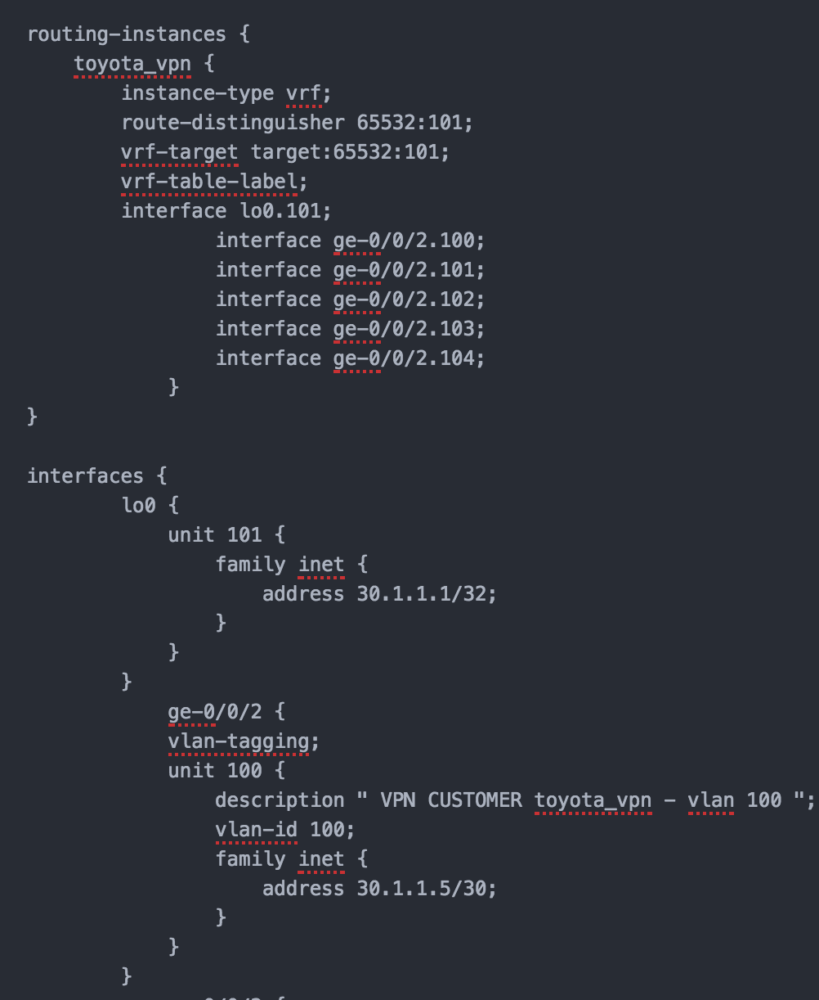 routing-instances {
toyota_vpn {
instance-type vrf;
route-distinguisher 65532:101;
vrf-target target:65532:101;
vrf-table-label;
interface lo0.101;
interface ge-0/0/2.100;
interface ge-0/0/2.101;
interface ge-0/0/2.102;
interface ge-0/0/2.103;
interface ge-0/0/2.104;
}
}
interfaces {
lo0 {
unit 101 {
family inet {
address 30.1.1.1/32;
}
}
}
ge-0/0/2 {
vlan-tagging;
unit 100 {
description " VPN CUSTOMER toyota_vpn - vlan 100 ";
vlan-id 100;
family inet {
address 30.1.1.5/30;
}
}
}